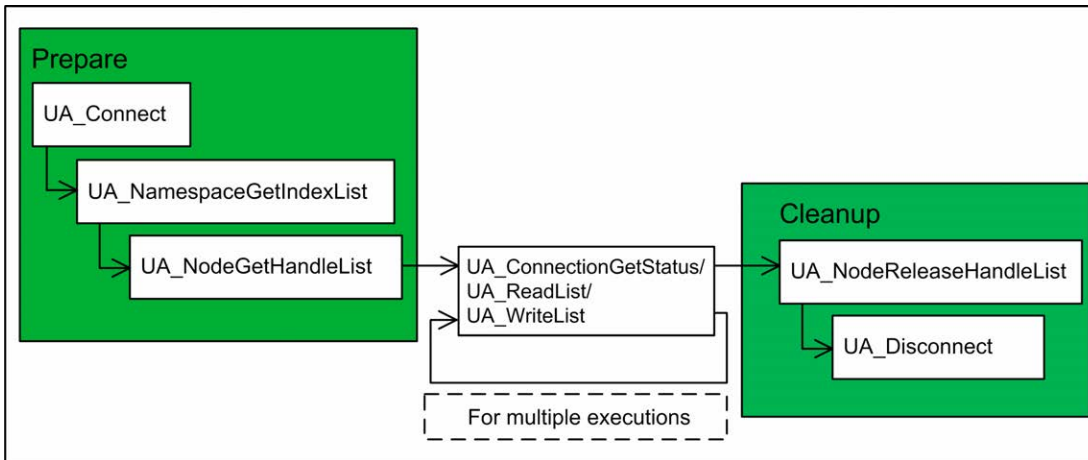 Prepare
UA_Connect
UA_NamespaceGetIndexList
UA_NodeGetHandleList
UA_ConnectionGetStatus/
UA_ReadList/
UA_WriteList
For multiple executions
Cleanup
UA_NodeReleaseHandleList
UA_Disconnect